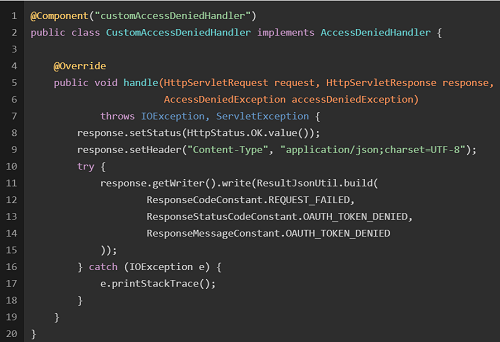 1 @Component("customAccessDeniedHandler")
2 public class CustomAccessDeniedHandler implements AccessDeniedHandler {
3
4     @Override
5     public void handle(HttpServletRequest request, HttpServletResponse response,
6                        AccessDeniedException accessDeniedException)
7             throws IOException, ServletException {
8         response.setStatus(HttpStatus.OK.value());
9         response.setHeader("Content-Type", "application/json;charset=UTF-8");
10         try {
11             response.getWriter().write(ResultJsonUtil.build(
12                     ResponseCodeConstant.REQUEST_FAILED,
13                     ResponseStatusCodeConstant.OAUTH_TOKEN_DENIED,
14                     ResponseMessageConstant.OAUTH_TOKEN_DENIED
15             ));
16         } catch (IOException e) {
17             e.printStackTrace();
18         }
19     }
20 }